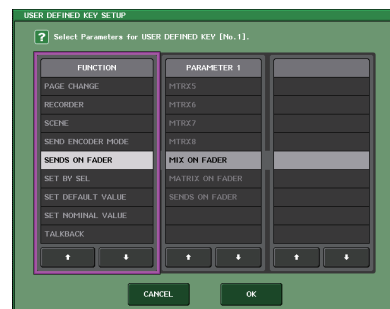 USER DEFINED KEY SETUP
? Select Parameters for USER DEFINED KEY [No.1].
FUNCTION
PAGE CHANGE
RECORDER
SCENE
SEND ENCODER MODE
SENDS ON FADER
SET BY SEL
SET DEFAULT VALUE
SET NOMINAL VALUE
TALKBACK
PARAMETER 1
MTRX5
MTRX6
MTRX7
MTRX8
MIX ON FADER
MATRIX ON FADER
SENDS ON FADER
CANCEL
OK